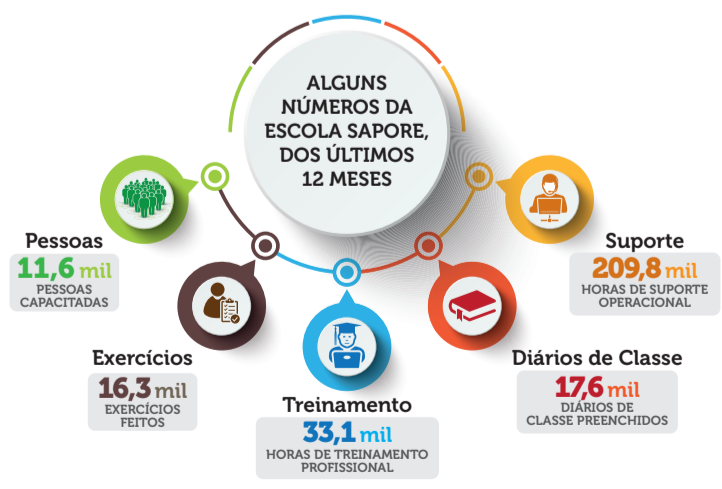 ALGUNS
NÚMEROS DA
ESCOLA SAPORE,
DOS ÚLTIMOS
12 MESES
Pessoas
11,6 mil
PESSOAS
CAPACITADAS
Exercícios
16,3 mil
EXERCÍCIOS
FEITOS
Treinamento
33,1 mil
HORAS DE TREINAMENTO
PROFISSIONAL
Diários de Classe
17,6 mil
DIÁRIOS DE
CLASSE PREENCHIDOS
Suporte
209,8 mil
HORAS DE SUPORTE
OPERACIONAL